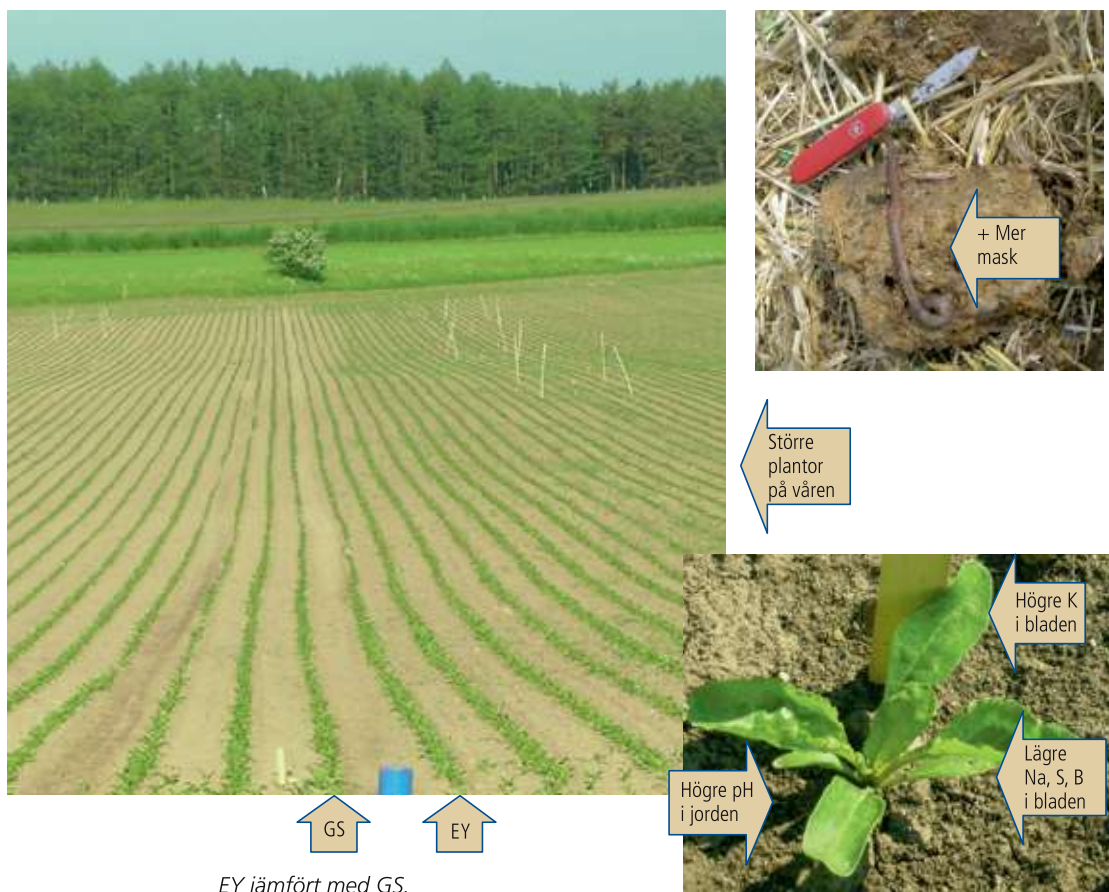 + Mer
mask
Större
plantor
på våren
Högre K
i bladen
Lägre
Na, S, B
i bladen
Högre pH
i jorden
GS
EY
EY jämfört med GS.